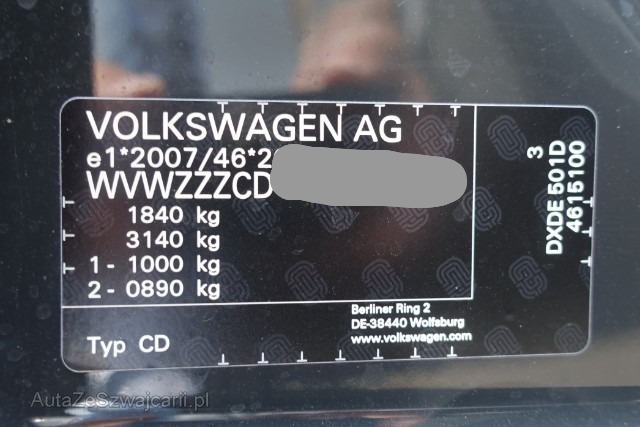 VOLKSWAGEN AG
e1*2007/46*2
WVWZZZCD
1840 kg
3140 kg
1 - 1000 kg
2 - 0890 kg
Typ CD
Berliner Ring 2
DE-38440 Wolfsburg
www.volkswagen.com
3
DXDE 501D
4615100
AutaZeSzwajcarii.pl